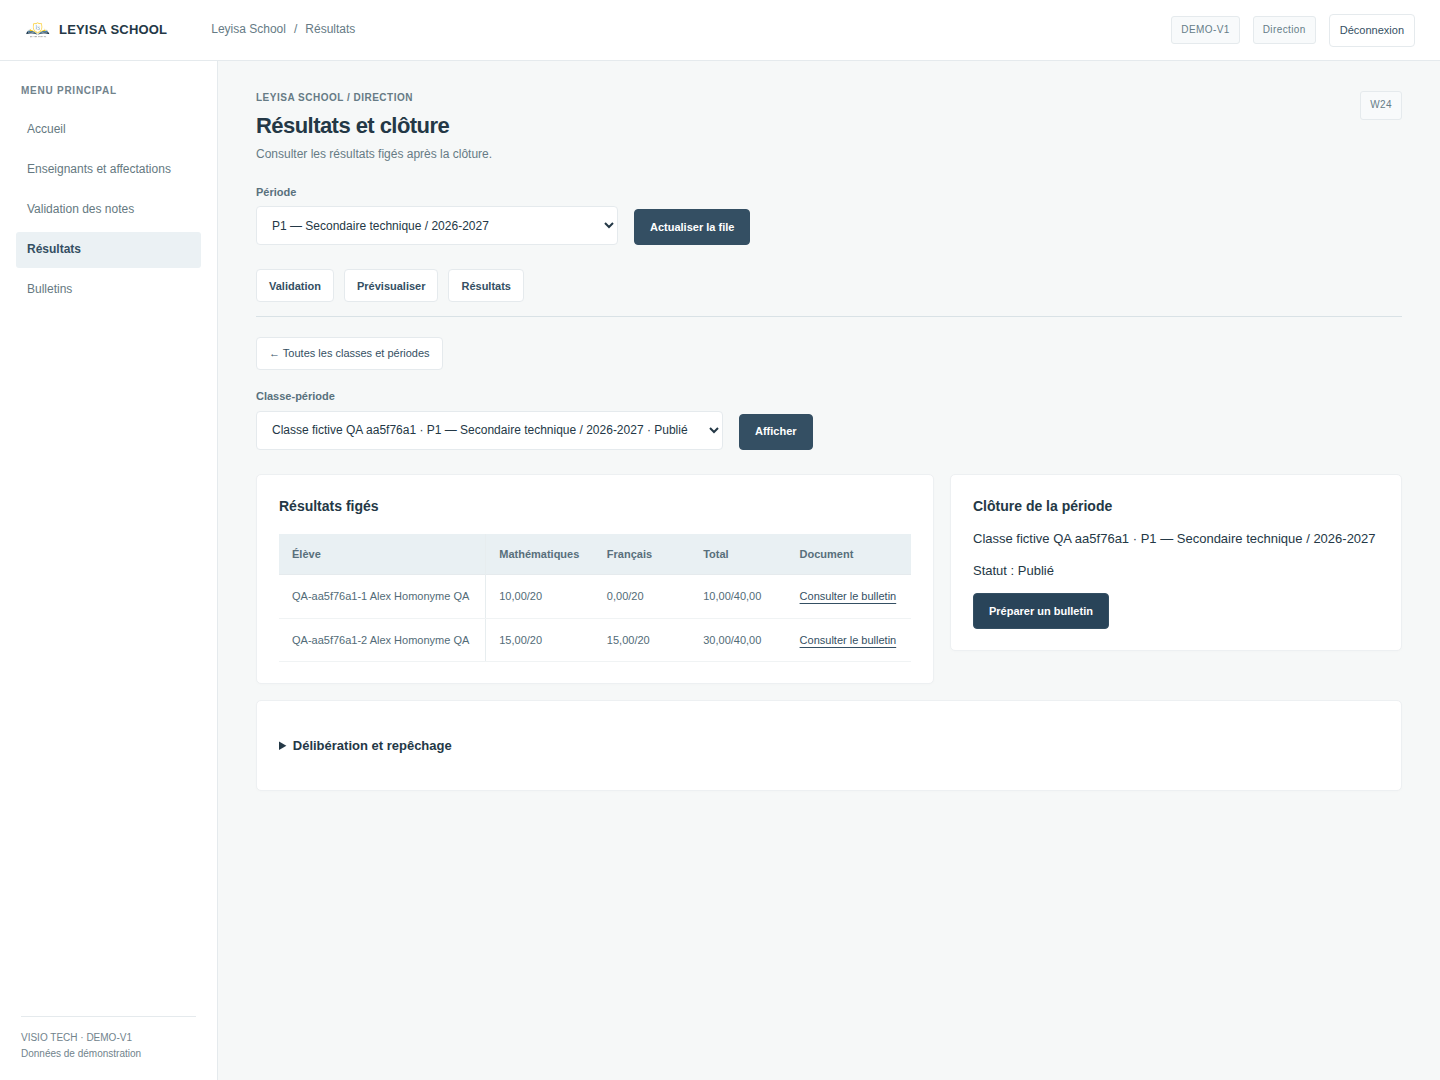 LEYISA SCHOOL
Leyisa School / Résultats
DEMO-V1
Direction
Déconnexion
MENU PRINCIPAL
Accueil
Enseignants et affectations
Validation des notes
Résultats
Bulletins
LEYISA SCHOOL / DIRECTION
W24
Résultats et clôture
Consulter les résultats figés après la clôture.
Période
P1 — Secondaire technique / 2026-2027
Actualiser la file
Validation
Prévisualiser
Résultats
← Toutes les classes et périodes
Classe-période
Classe fictive QA aa5f76a1 · P1 — Secondaire technique / 2026-2027 · Publié
Afficher
Résultats figés
Élève Mathématiques Français Total Document
QA-aa5f76a1-1 Alex Homonyme QA 10,00/20 0,00/20 10,00/40,00 Consulter le bulletin
QA-aa5f76a1-2 Alex Homonyme QA 15,00/20 15,00/20 30,00/40,00 Consulter le bulletin
Clôture de la période
Classe fictive QA aa5f76a1 · P1 — Secondaire technique / 2026-2027
Statut : Publié
Préparer un bulletin
Délibération et repêchage
VISIO TECH · DEMO-V1
Données de démonstration